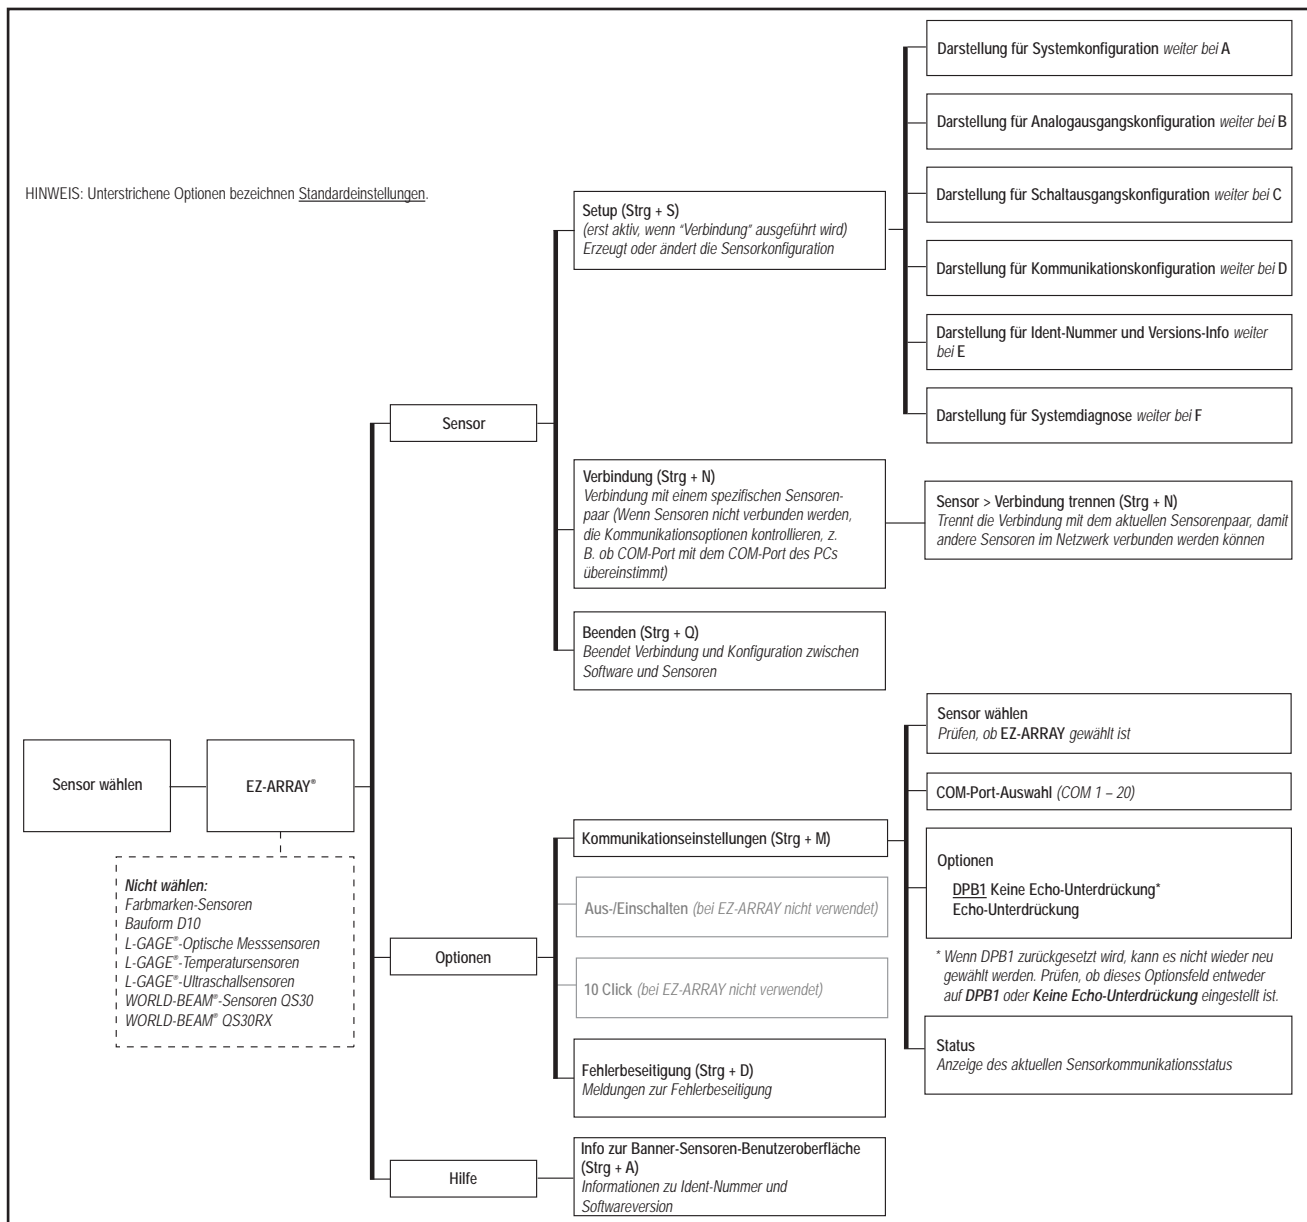 HINWEIS: Unterstrichene Optionen bezeichnen Standardeinstellungen.
Sensor wählen
EZ-ARRAY®
Nicht wählen:
Farbmarken-Sensoren
Bauform D10
L-GAGE®-Optische Messsensoren
L-GAGE®-Temperatursensoren
L-GAGE®-Ultraschallsensoren
WORLD-BEAM®-Sensoren QS30
WORLD-BEAM® QS30RX
Sensor
Setup (Strg + S)
(erst aktiv, wenn "Verbindung" ausgeführt wird)
Erzeugt oder ändert die Sensorkonfiguration
Darstellung für Systemkonfiguration weiter bei A
Darstellung für Analogausgangskonfiguration weiter bei B
Darstellung für Schaltausgangskonfiguration weiter bei C
Darstellung für Kommunikationskonfiguration weiter bei D
Darstellung für Ident-Nummer und Versions-Info weiter
bei E
Darstellung für Systemdiagnose weiter bei F
Verbindung (Strg + N)
Verbindung mit einem spezifischen Sensoren-
paar (Wenn Sensoren nicht verbunden werden,
die Kommunikationsoptionen kontrollieren, z.
B. ob COM-Port mit dem COM-Port des PCs
übereinstimmt)
Sensor > Verbindung trennen (Strg + N)
Trennt die Verbindung mit dem aktuellen Sensorenpaar, damit
andere Sensoren im Netzwerk verbunden werden können
Beenden (Strg + Q)
Beendet Verbindung und Konfiguration zwischen
Software und Sensoren
Optionen
Kommunikationseinstellungen (Strg + M)
Sensor wählen
Prüfen, ob EZ-ARRAY gewählt ist
COM-Port-Auswahl (COM 1 – 20)
Optionen
DPB1 Keine Echo-Unterdrückung*
Echo-Unterdrückung
* Wenn DPB1 zurückgesetzt wird, kann es nicht wieder neu
gewählt werden. Prüfen, ob dieses Optionsfeld entweder
auf DPB1 oder Keine Echo-Unterdrückung eingestellt ist.
Status
Anzeige des aktuellen Sensorkommunikationsstatus
Aus-/Einschalten (bei EZ-ARRAY nicht verwendet)
10 Click (bei EZ-ARRAY nicht verwendet)
Fehlerbeseitigung (Strg + D)
Meldungen zur Fehlerbeseitigung
Hilfe
Info zur Banner-Sensoren-Benutzeroberfläche
(Strg + A)
Informationen zu Ident-Nummer und
Softwareversion